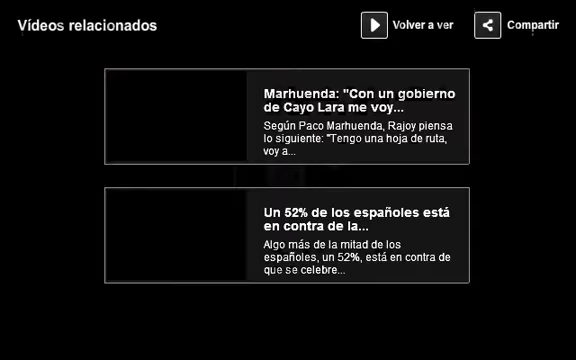 Vídeos relacionados
Volver a ver
Compartir
Marhuenda: "Con un gobierno
de Cayo Lara me voy...
Según Paco Marhuenda, Rajoy piensa
lo siguiente: "Tengo una hoja de ruta,
voy a...
Un 52% de los españoles está
en contra de la...
Algo más de la mitad de los
españoles, un 52%, está en contra de
que se celebre...